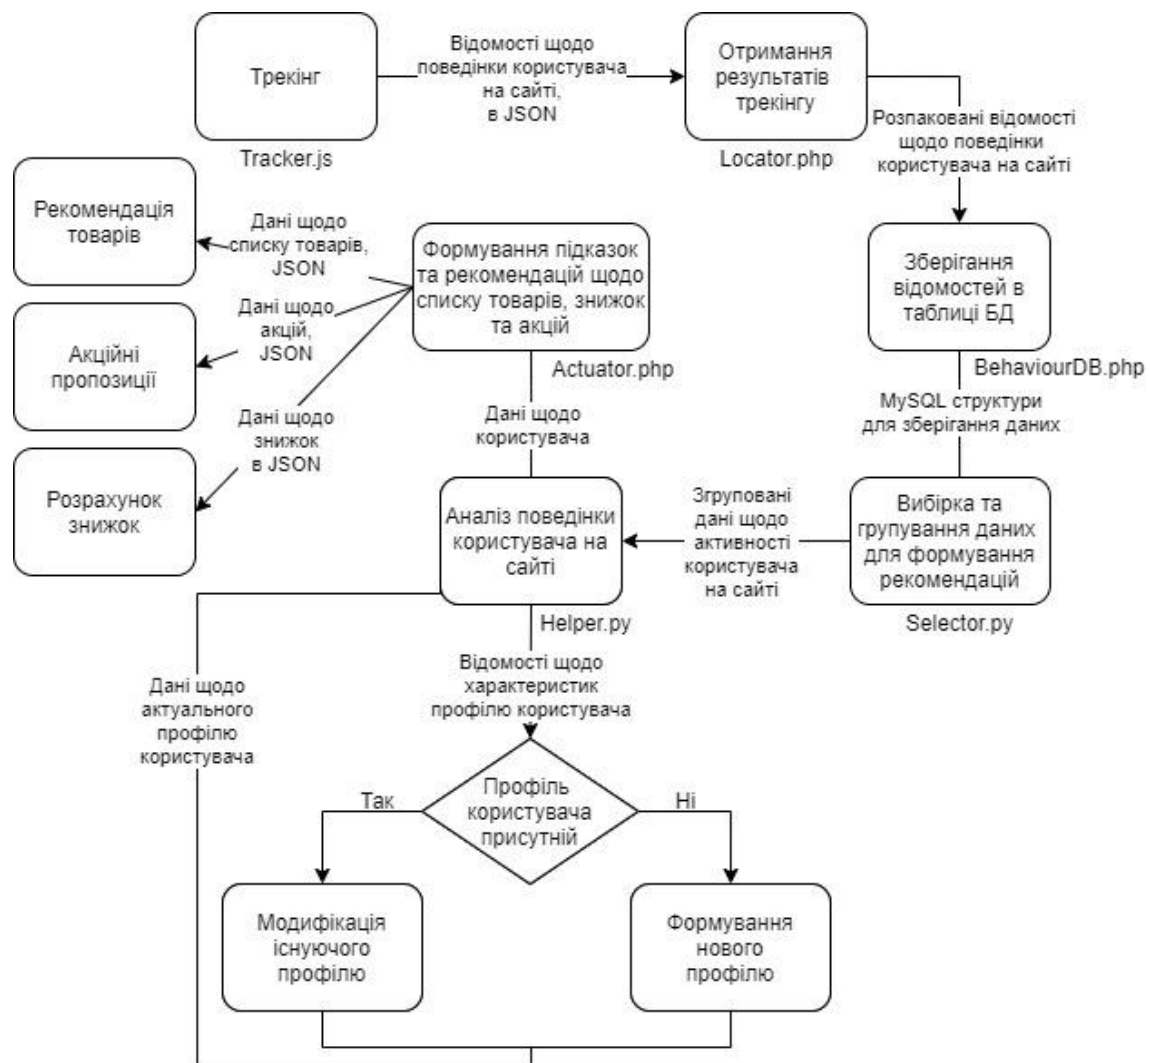 Трекінг
Tracker.js
Відомості щодо
поведінки користувача
на сайті,
в JSON
Отримання
результатів
трекінгу
Locator.php
Розпаковані відомості
щодо поведінки
користувача на сайті
Рекомендація
товарів
Дані щодо
списку товарів,
JSON
Формування підказок
та рекомендацій щодо
списку товарів, знижок
та акцій
Actuator.php
Зберігання
відомостей в
таблиці БД
BehaviourDB.php
Акційні
пропозиції
Дані щодо
акцій,
JSON
Дані щодо
знижок
в JSON
Дані щодо
користувача
MySQL структури
для зберігання даних
Розрахунок
знижок
Аналіз поведінки
користувача на
сайті
Helper.py
Згруповані
дані щодо
активності
користувача
на сайті
Вибірка та
групування даних
для формування
рекомендацій
Selector.py
Дані щодо
актуального
профілю
користувача
Відомості щодо
характеристик
профілю користувача
Так
Профіль
користувача
присутній
Ні
Модифікація
існуючого
профілю
Формування
нового
профілю